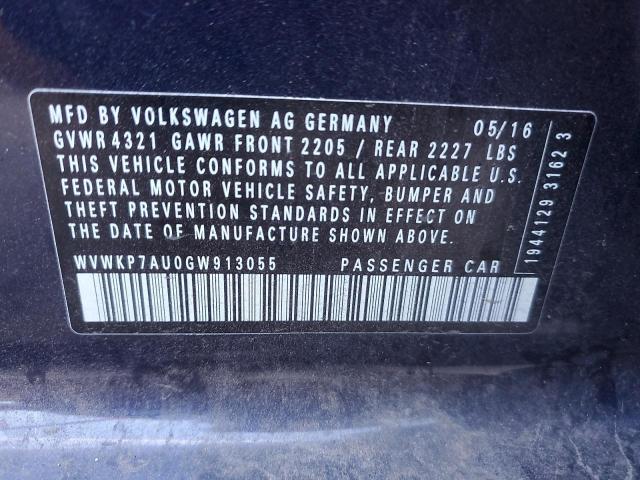 MFD BY VOLKSWAGEN AG GERMANY 05/16
GVWR 4321 GAWR FRONT 2205 / REAR 2227 LBS
THIS VEHICLE CONFORMS TO ALL APPLICABLE U.S.
FEDERAL MOTOR VEHICLE SAFETY, BUMPER AND
THEFT PREVENTION STANDARDS IN EFFECT ON
THE DATE OF MANUFACTURE SHOWN ABOVE.
WVWKP7AU0GW913055 PASSENGER CAR
1944129 3162 3